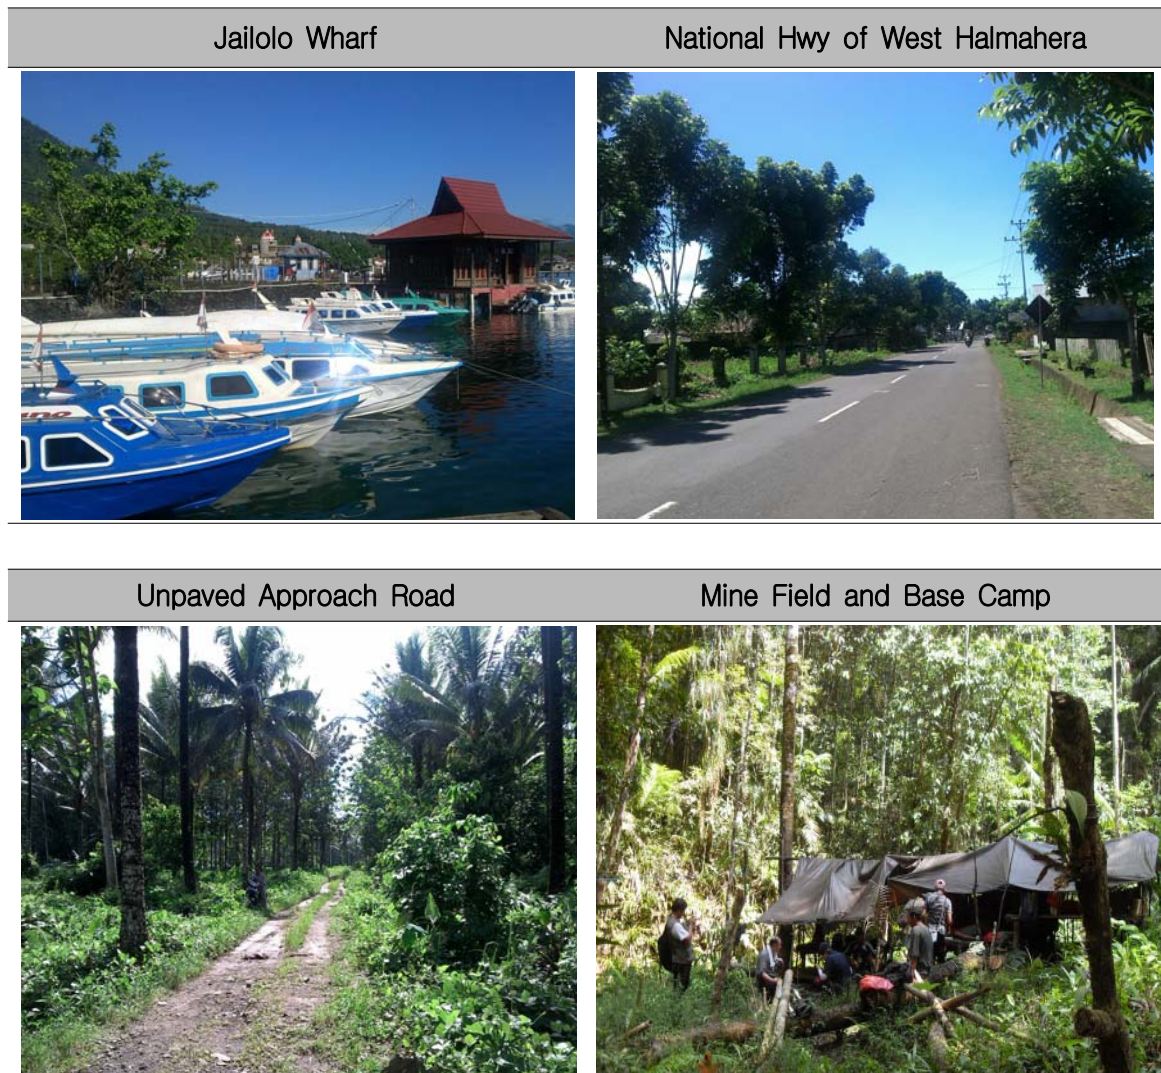 Jailolo Wharf
National Hwy of West Halmahera
Unpaved Approach Road
Mine Field and Base Camp